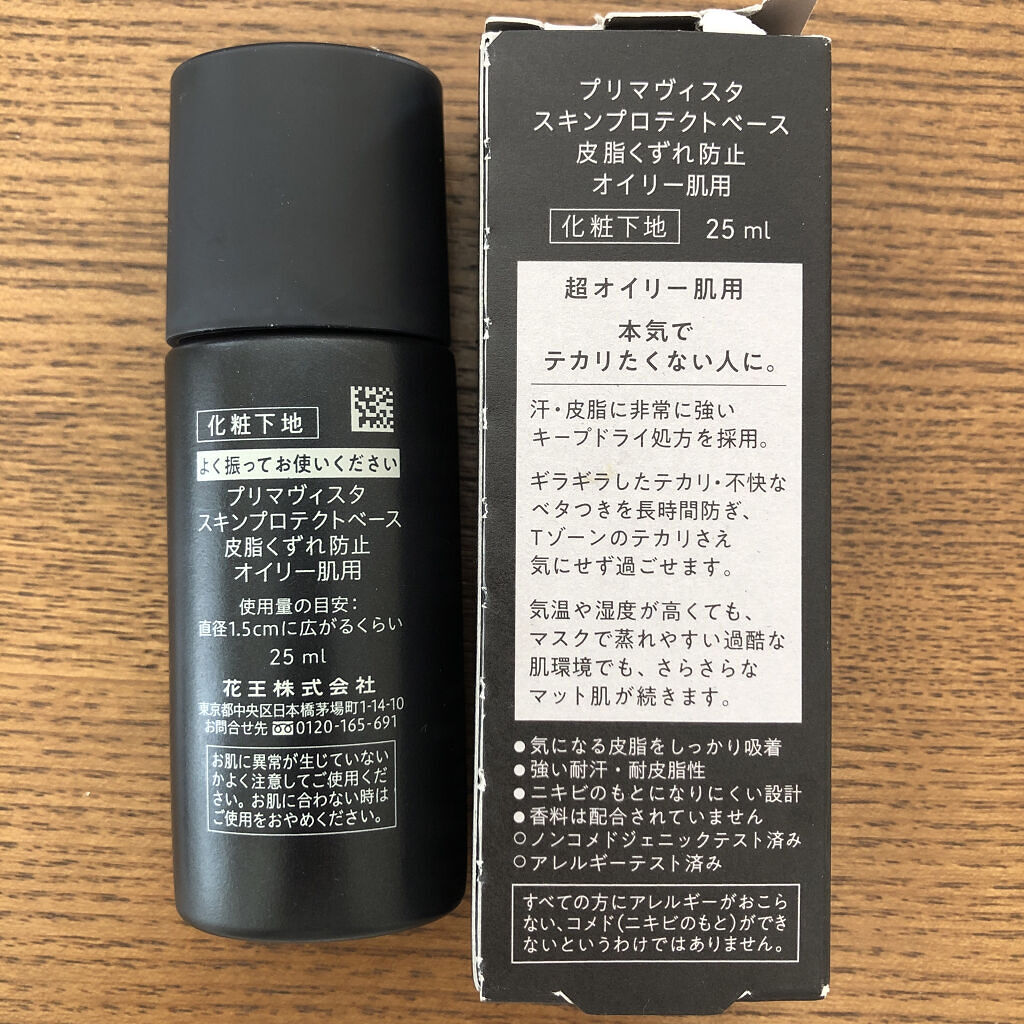 化粧下地
よく振ってお使いください
プリマヴィスタ
スキンプロテクトベース
皮脂くずれ防止
オイリー肌用
使用量の目安:
直径1.5cmに広がるくらい
25 ml
花王株式会社
東京都中央区日本橋茅場町1-14-10
お問合せ先 0120-165-691
お肌に異常が生じていない
かよく注意してご使用くだ
さい。お肌に合わない時は
ご使用をおやめください。
プリマヴィスタ
スキンプロテクトベース
皮脂くずれ防止
オイリー肌用
化粧下地 25 ml
超オイリー肌用
本気で
テカリたくない人に。
汗・皮脂に非常に強い
キープドライ処方を採用。
ギラギラしたテカリ・不快な
ベタつきを長時間防ぎ、
Tゾーンのテカリさえ
気にせず過ごせます。
気温や湿度が高くても、
マスクで蒸れやすい過酷な
肌環境でも、さらさらな
マット肌が続きます。
●気になる皮脂をしっかり吸着
●強い耐汗・耐皮脂性
●ニキビのもとになりにくい設計
●香料は配合されていません
○ノンコメドジェニックテスト済み
○アレルギーテスト済み
すべての方にアレルギーがおこら
ない、コメド(ニキビのもと)ができ
ないというわけではありません。